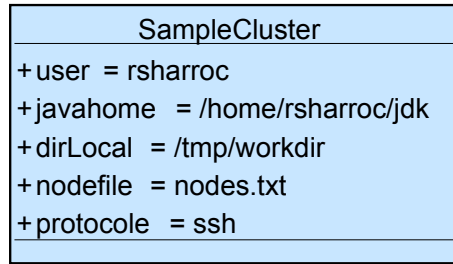 SampleCluster
+user = rsharroc
+javahome = /home/rsharroc/jdk
+dirLocal = /tmp/workdir
+nodefile = nodes.txt
+protocole = ssh